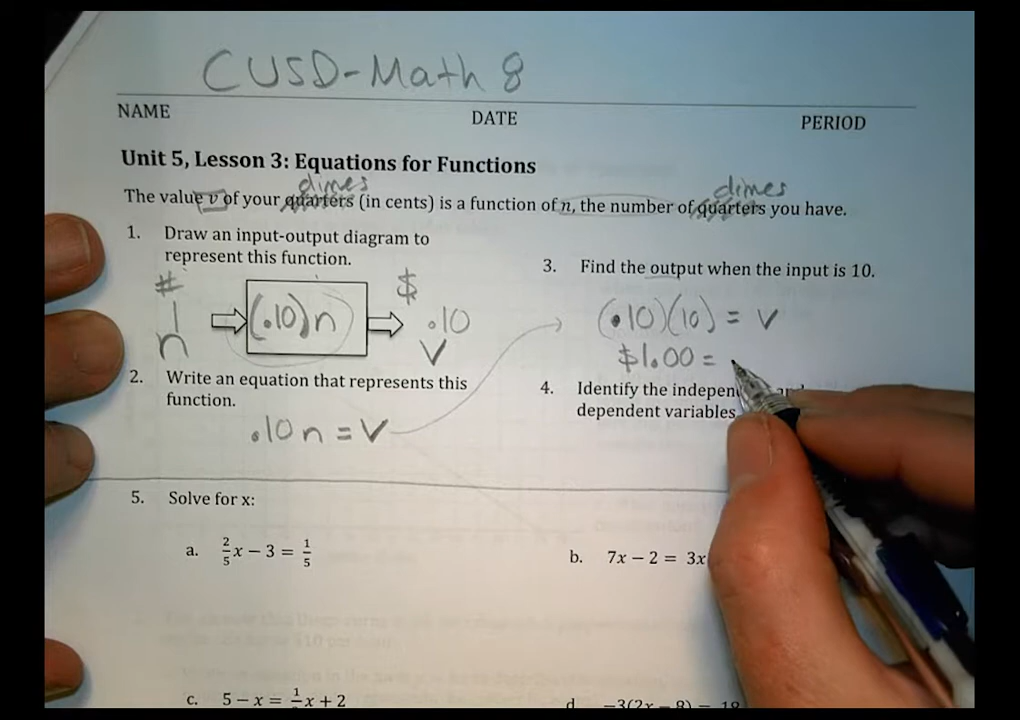 CUSD-Math 8
NAME DATE PERIOD
Unit 5, Lesson 3: Equations for Functions
dimes dimes
The value v of your quarters (in cents) is a function of n, the number of quarters you have.
1. Draw an input-output diagram to
represent this function.
# $
1 (.10)n .10
n v
2. Write an equation that represents this
function.
.10n = v
3. Find the output when the input is 10.
(.10)(10) = v
$1.00 =
4. Identify the
dependent variables
5. Solve for x:
a. 2/5 x − 3 = 1/5
b. 7x − 2 = 3x
c. 5 − x = 1/ x + 2